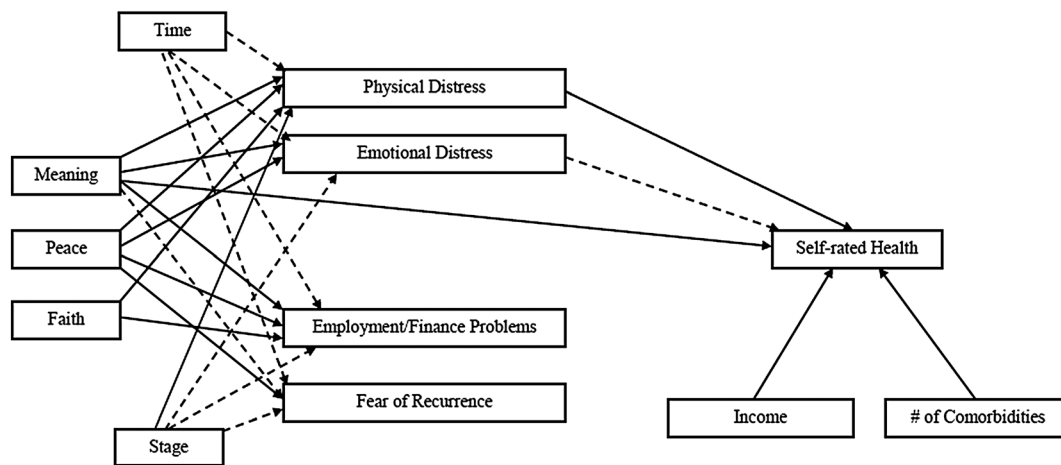 Time
Physical Distress
Emotional Distress
Meaning
Peace
Self-rated Health
Faith
Employment/Finance Problems
Fear of Recurrence
Income
# of Comorbidities
Stage